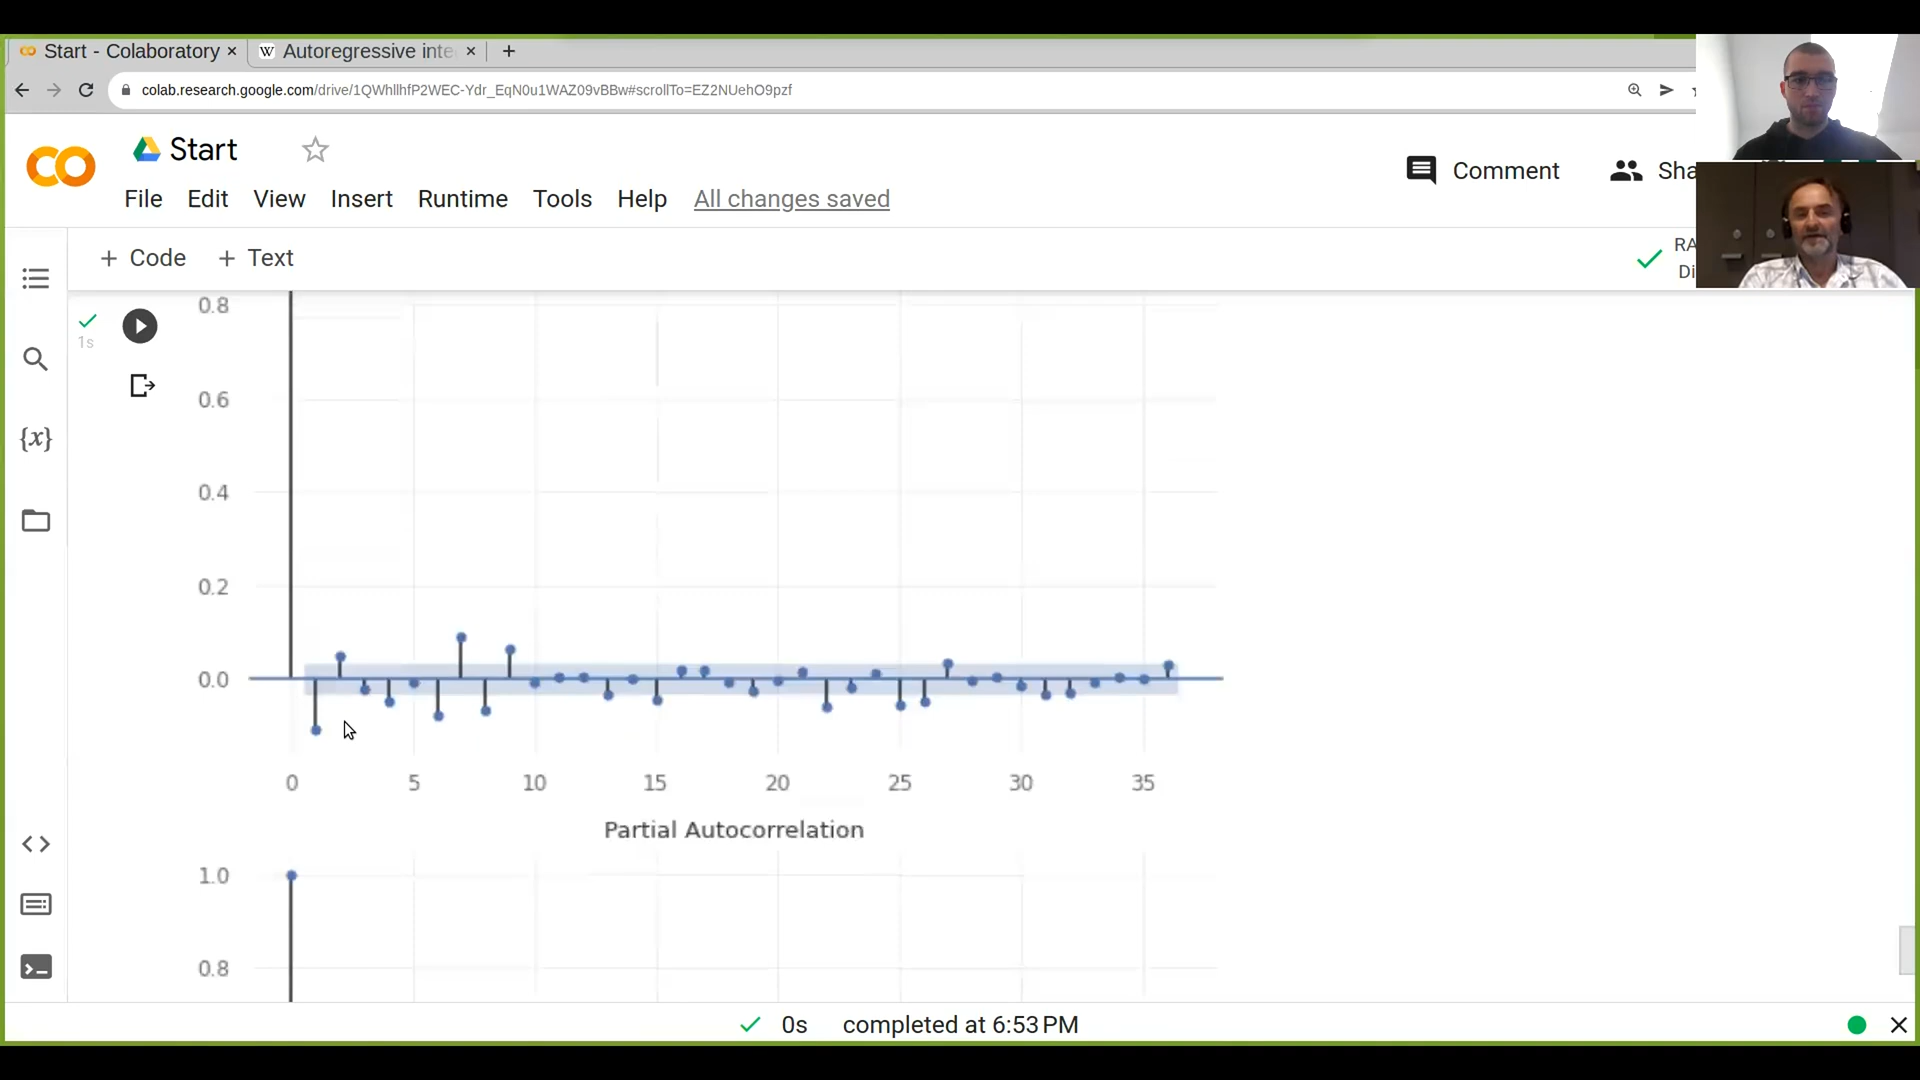 Start - Colaboratory
Autoregressive inte
colab.research.google.com/drive/1QWhllhfP2WEC-Ydr_EqN0u1WAZ09vBBw#scrollTo=EZ2NUehO9pzf
Start
Comment
Sha
File Edit View Insert Runtime Tools Help All changes saved
+ Code + Text
RA
Di
1s
{x}
0.8
0.6
0.4
0.2
0.0
0 5 10 15 20 25 30 35
Partial Autocorrelation
1.0
0.8
0s completed at 6:53 PM